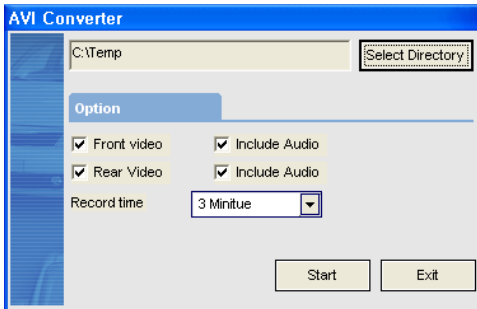 AVI Converter
C:\Temp Select Directory
Option
Front video Include Audio
Rear Video Include Audio
Record time 3 Minitue
Start Exit